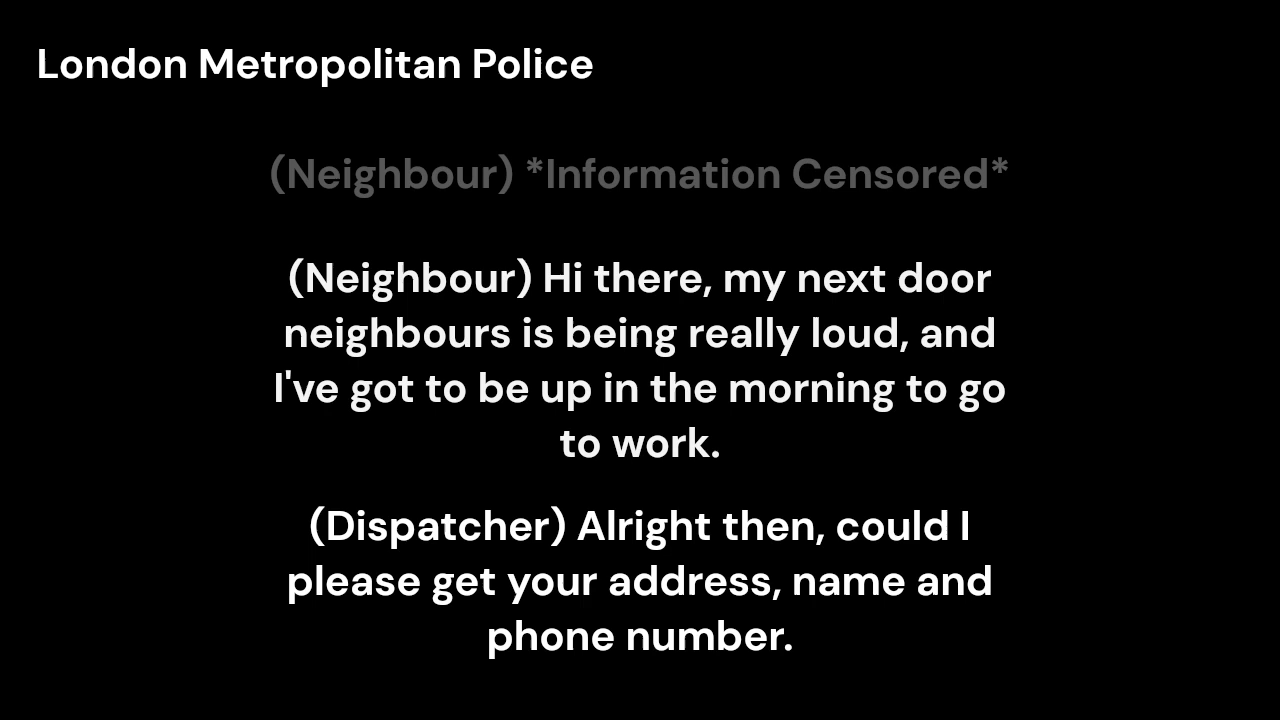 London Metropolitan Police
(Neighbour) *Information Censored*
(Neighbour) Hi there, my next door
neighbours is being really loud, and
I've got to be up in the morning to go
to work.
(Dispatcher) Alright then, could I
please get your address, name and
phone number.